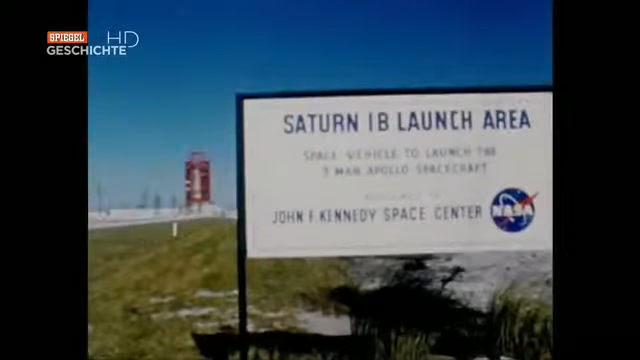 SPIEGEL HD
GESCHICHTE
SATURN IB LAUNCH AREA
SPACE VEHICLE TO LAUNCH THE
3 MAN APOLLO SPACECRAFT
JOHN F. KENNEDY SPACE CENTER NASA